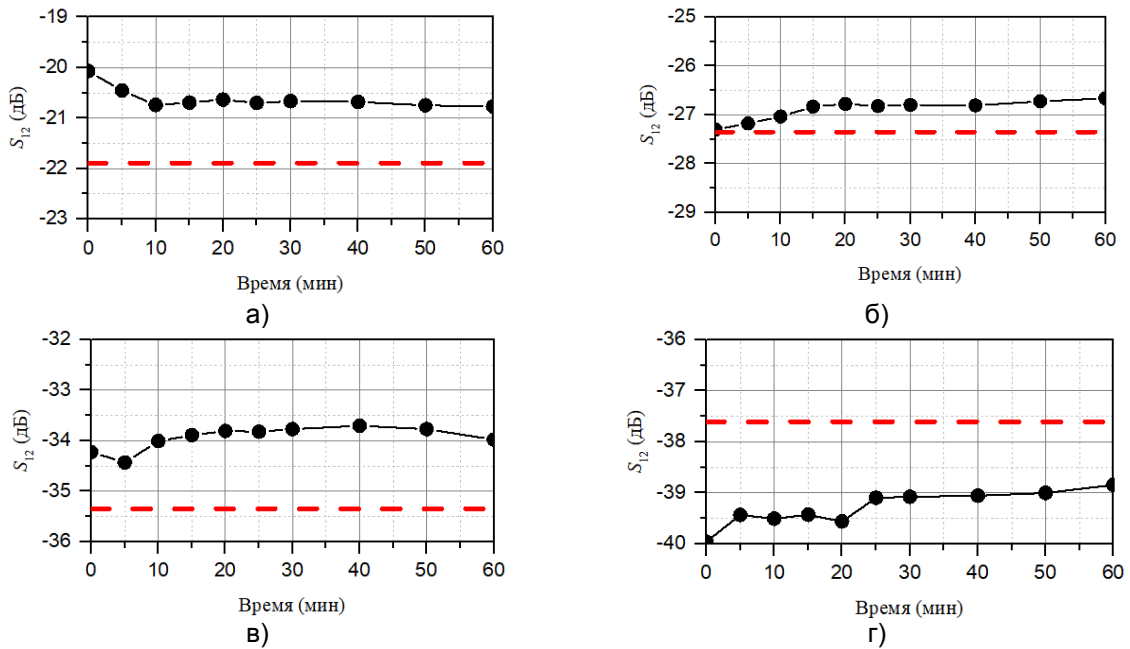 -19
-20
-21
-22
-23
S12 (дБ)
0 10 20 30 40 50 60
Время (мин)
а)
-25
-26
-27
-28
-29
S12 (дБ)
0 10 20 30 40 50 60
Время (мин)
б)
-32
-33
-34
-35
-36
S12 (дБ)
0 10 20 30 40 50 60
Время (мин)
в)
-36
-37
-38
-39
-40
S12 (дБ)
0 10 20 30 40 50 60
Время (мин)
г)